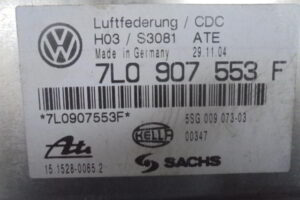 Luftfederung / CDC
H03 / S3081 ATE
Made in Germany 29.11.04
7L0 907 553 F
*7L0907553F*
5SG 009 073-03
Ate
HELLA
00347
15.1528-0065.2
SACHS